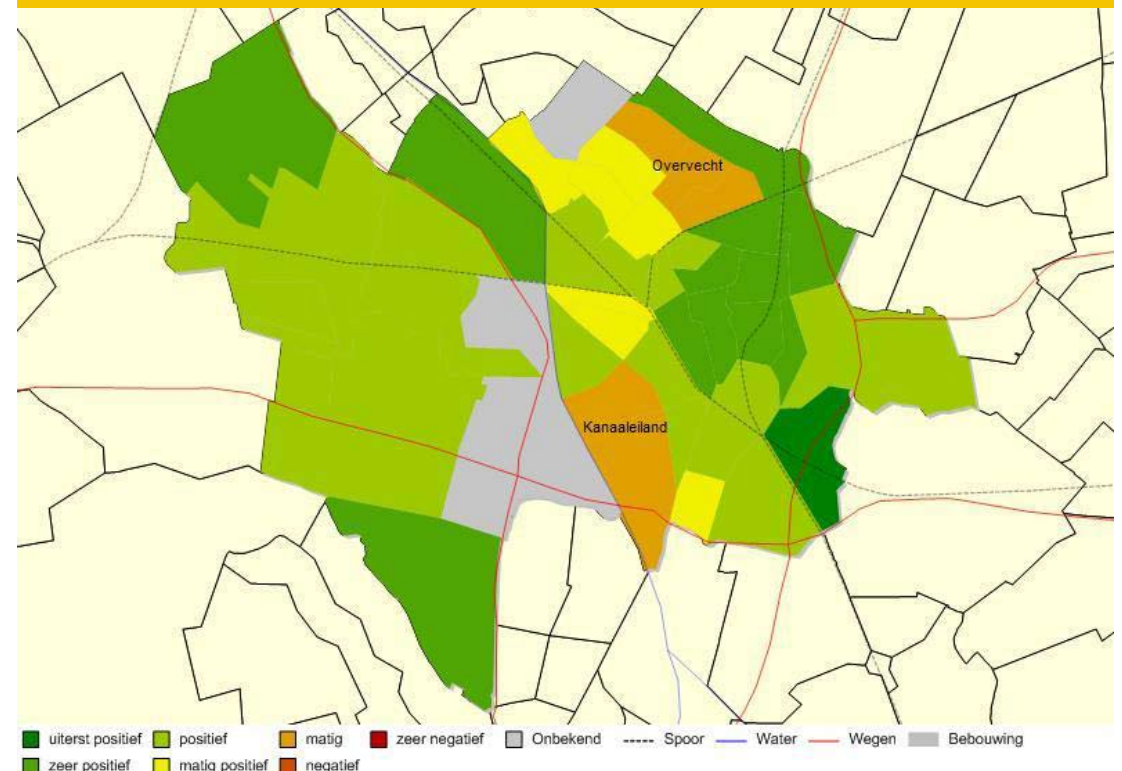 Overvecht
Kanaaleiland
uiterst positief positief matig zeer negatief Onbekend Spoor Water Wegen Bebouwing
zeer positief matig positief negatief